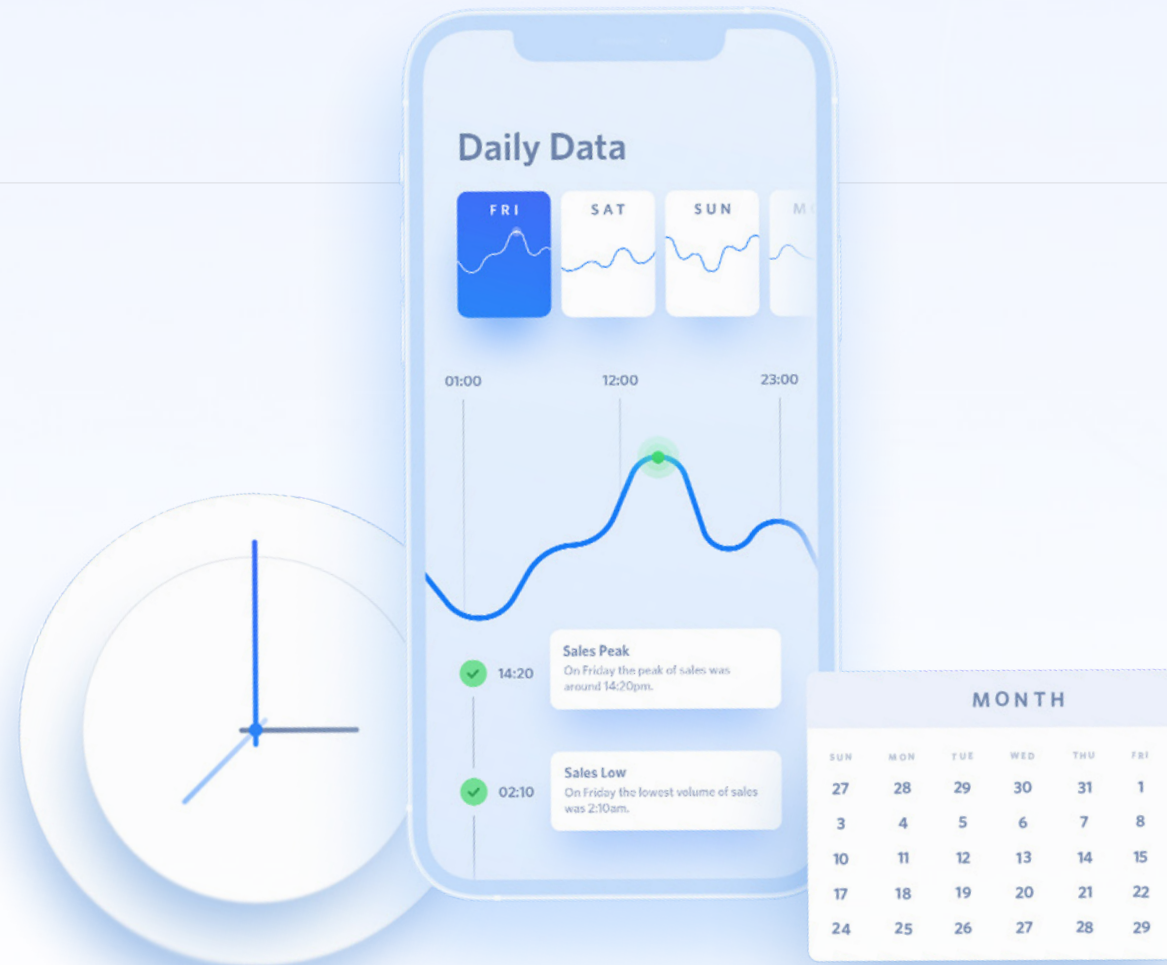 Daily Data
FRI SAT SUN
01:00 12:00 23:00
14:20
Sales Peak
On Friday the peak of sales was
around 14:20pm.
02:10
Sales Low
On Friday the lowest volume of sales
was 2:10am.
MONTH
SUN MON TUE WED THU FRI
27 28 29 30 31 1
3 4 5 6 7 8
10 11 12 13 14 15
17 18 19 20 21 22
24 25 26 27 28 29